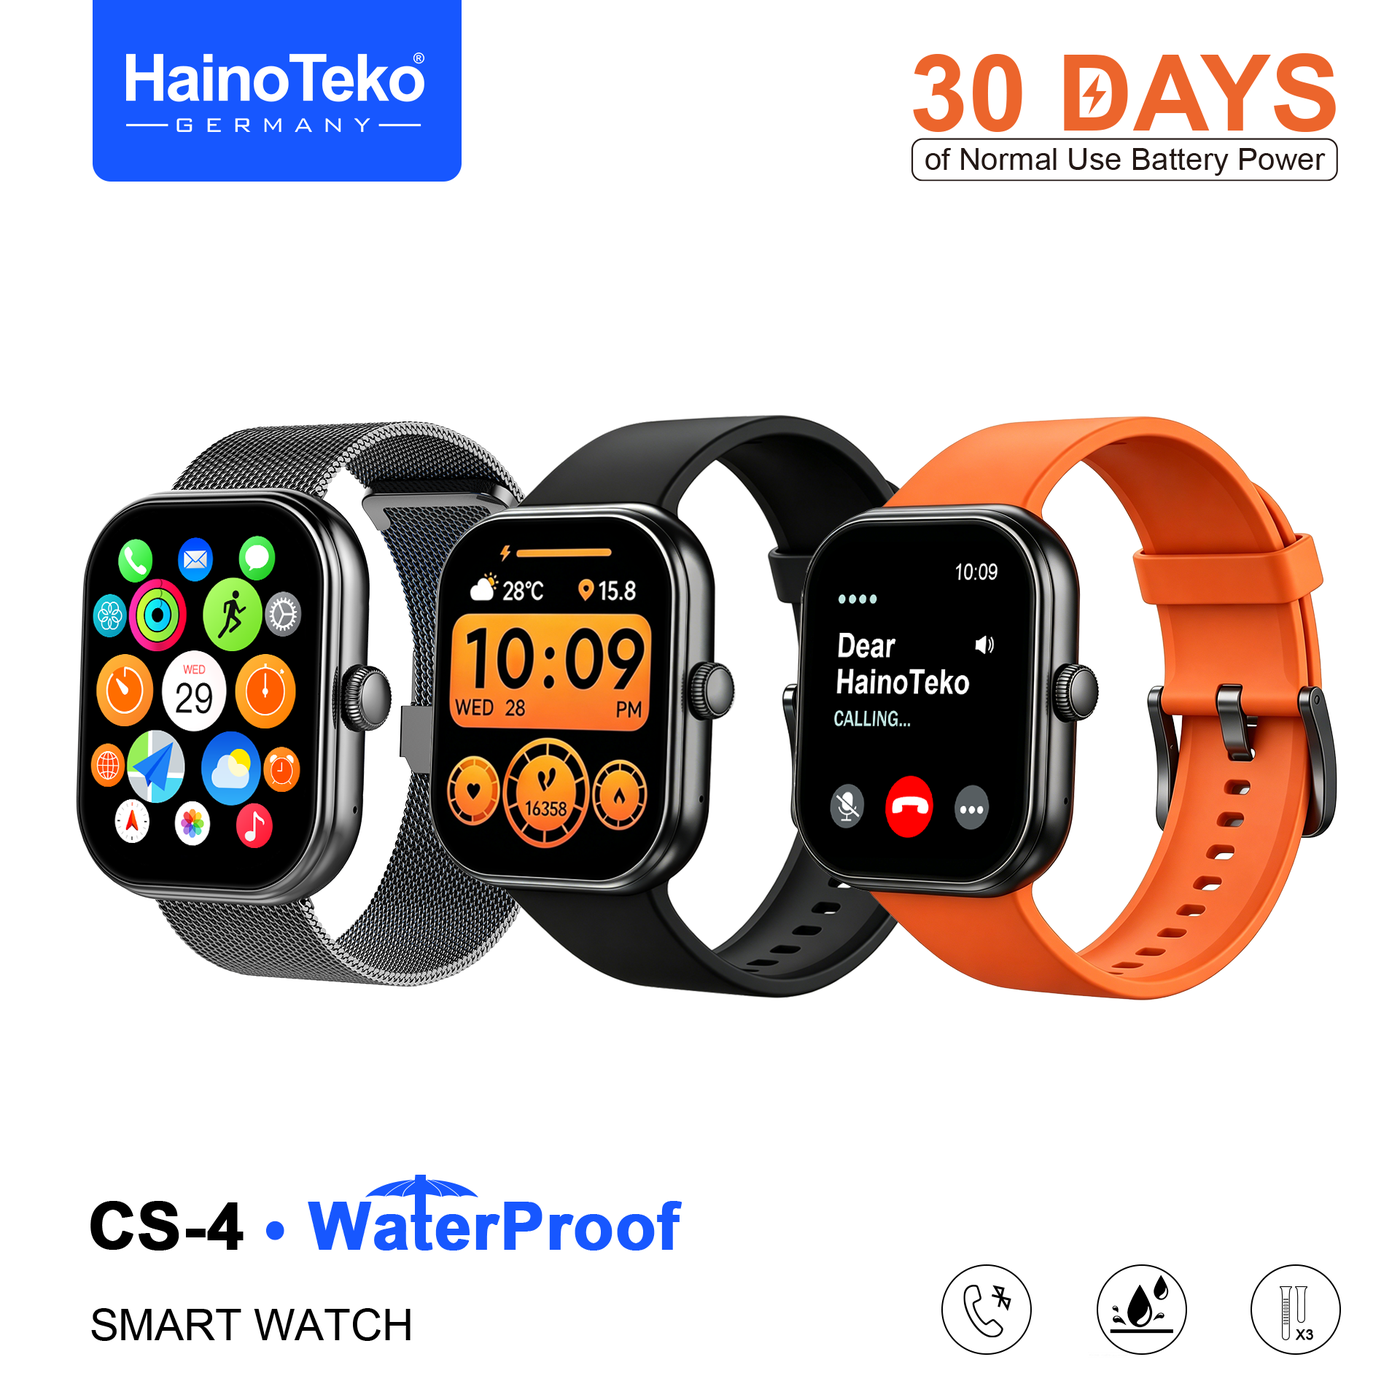 HainoTeko®
GERMANY
30 DAYS
of Normal Use Battery Power
WED
29
28°C
15.8
10:09
WED 28
PM
16358
10:09
Dear
HainoTeko
CALLING...
CS-4 • WaterProof
SMART WATCH
X3